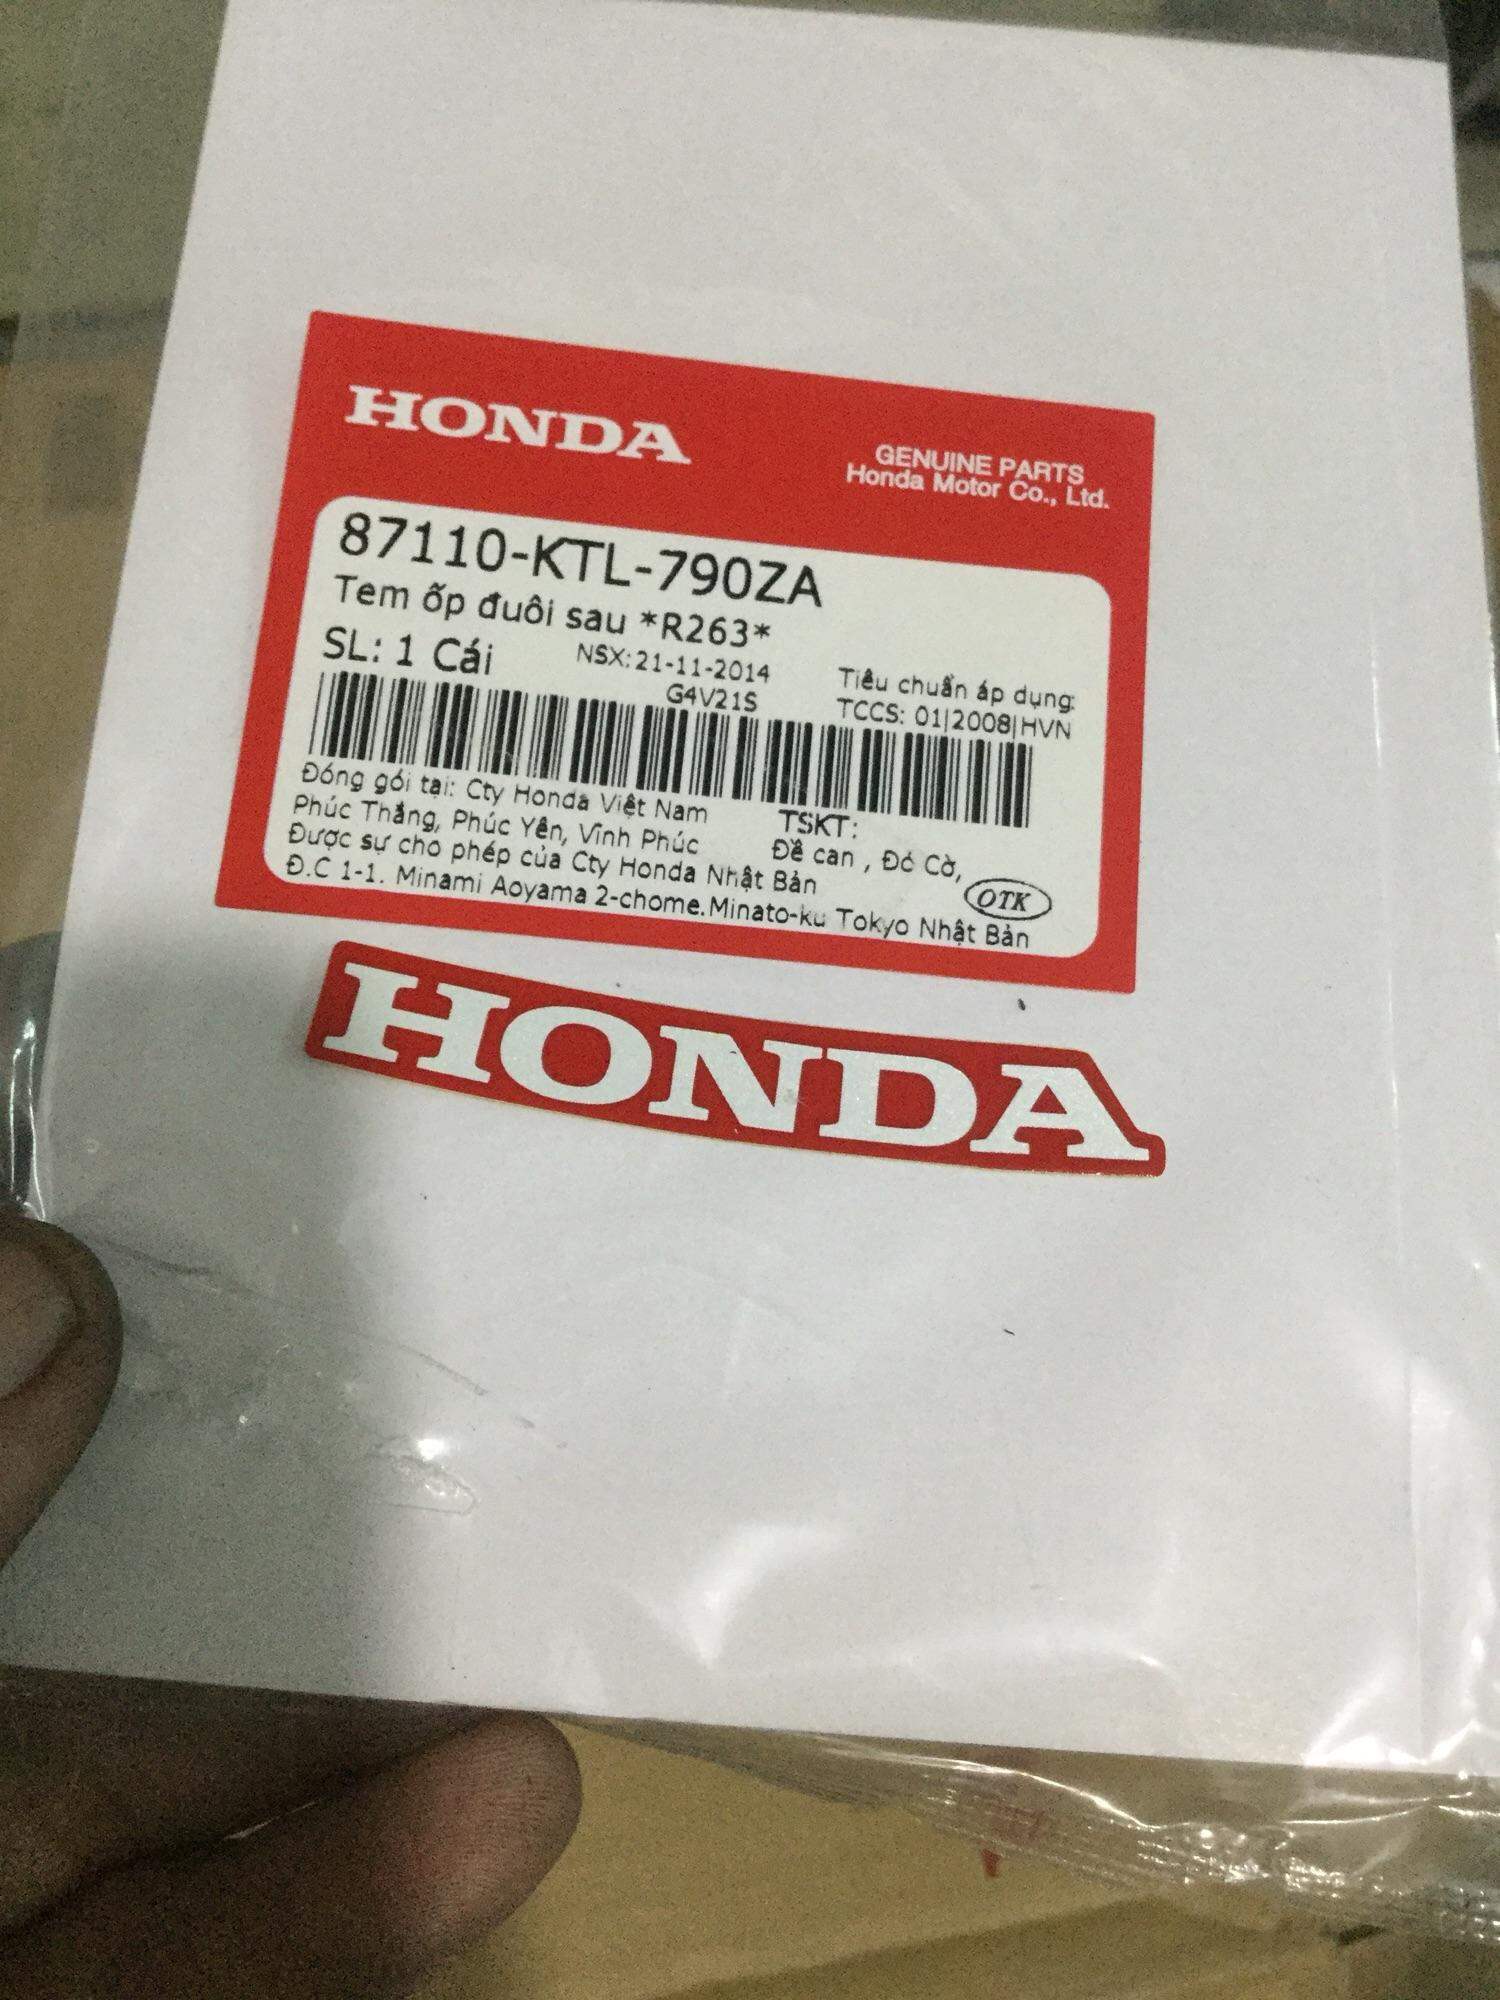 HONDA
GENUINE PARTS
Honda Motor Co., Ltd.
87110-KTL-790ZA
Tem ốp đuôi sau *R263*
SL: 1 Cái
NSX: 21-11-2014
G4V21S
Tiêu chuẩn áp dụng:
TCCS: 01|2008|HVN
Đóng gói tại: Cty Honda Việt Nam
Phúc Thắng, Phúc Yên, Vĩnh Phúc
Được sự cho phép của Cty Honda Nhật Bản
Đ.C 1-1. Minami Aoyama 2-chome.Minato-ku Tokyo Nhật Bản
TSKT:
Đề can , Đỏ Cờ,
OTK
HONDA